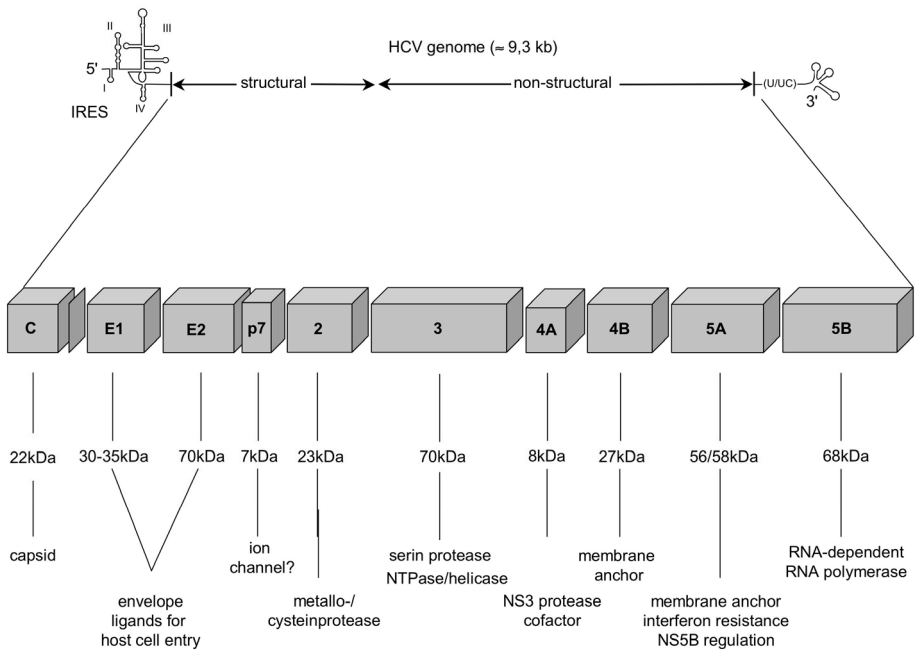 II
III
HCV genome (≈ 9,3 kb)
5'
structural
non-structural
(U/UC)
I
IV
3'
IRES
C
E1
E2
p7
2
3
4A
4B
5A
5B
22kDa
30-35kDa
70kDa
7kDa
23kDa
70kDa
8kDa
27kDa
56/58kDa
68kDa
capsid
envelope
ligands for
host cell entry
ion
channel?
metallo-/
cysteinprotease
serin protease
NTPase/helicase
NS3 protease
cofactor
membrane
anchor
membrane anchor
interferon resistance
NS5B regulation
RNA-dependent
RNA polymerase